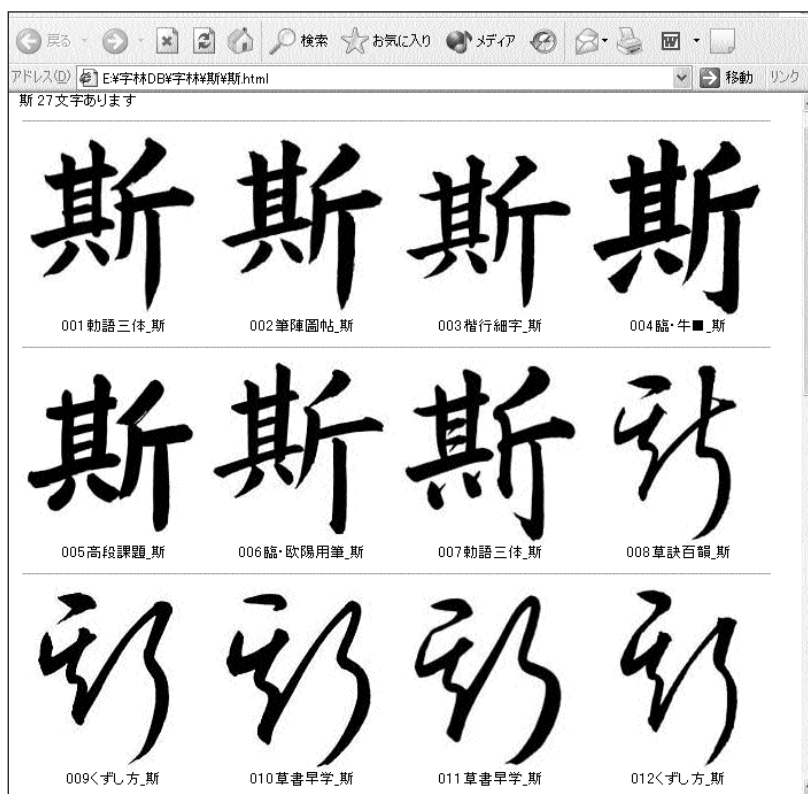 戻る 検索 お気に入り メディア
アドレス(D) E:¥字林DB¥字林¥斯¥斯.html 移動 リンク
斯 27文字あります
斯 斯 斯 斯
001勅語三体_斯 002筆陣圖帖_斯 003楷行細字_斯 004臨・牛■_斯
斯 斯 斯 斯
005高段課題_斯 006臨・欧陽用筆_斯 007勅語三体_斯 008草訣百韻_斯
斯 斯 斯 斯
009くずし方_斯 010草書早学_斯 011草書早学_斯 012くずし方_斯